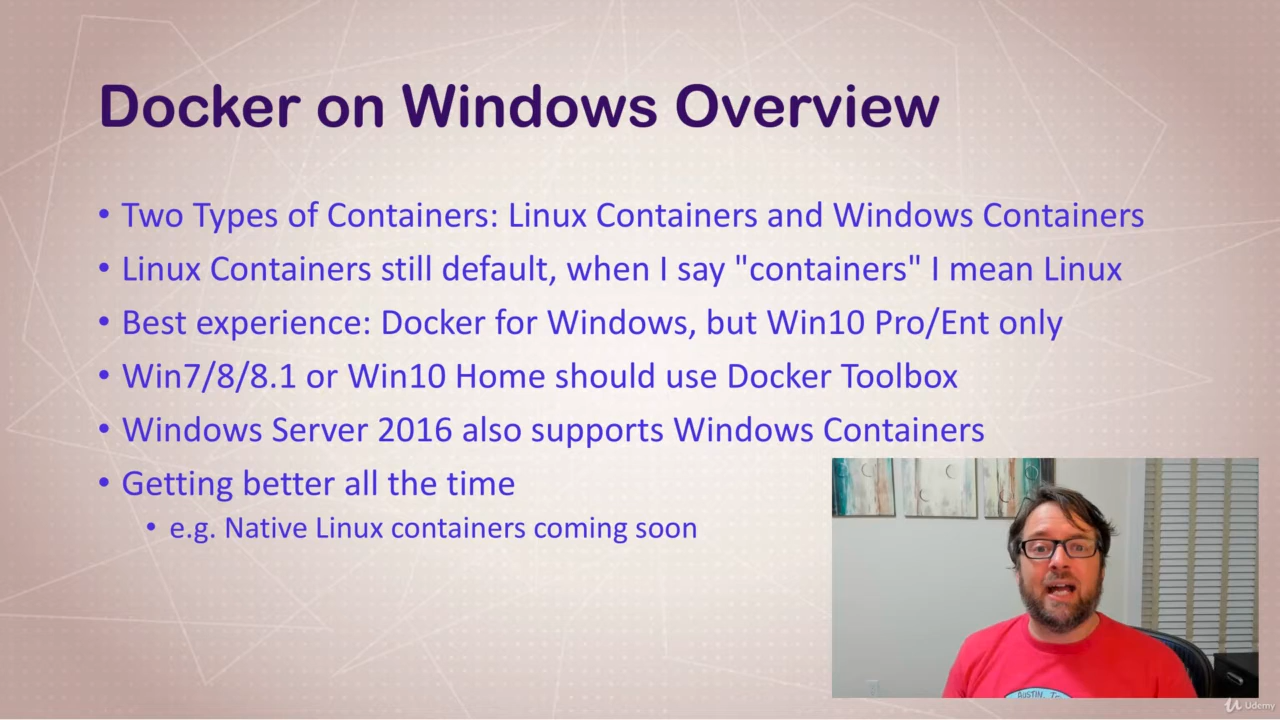 Docker on Windows Overview
• Two Types of Containers: Linux Containers and Windows Containers
• Linux Containers still default, when I say "containers" I mean Linux
• Best experience: Docker for Windows, but Win10 Pro/Ent only
• Win7/8/8.1 or Win10 Home should use Docker Toolbox
• Windows Server 2016 also supports Windows Containers
• Getting better all the time
• e.g. Native Linux containers coming soon
AUSTIN,
Udemy